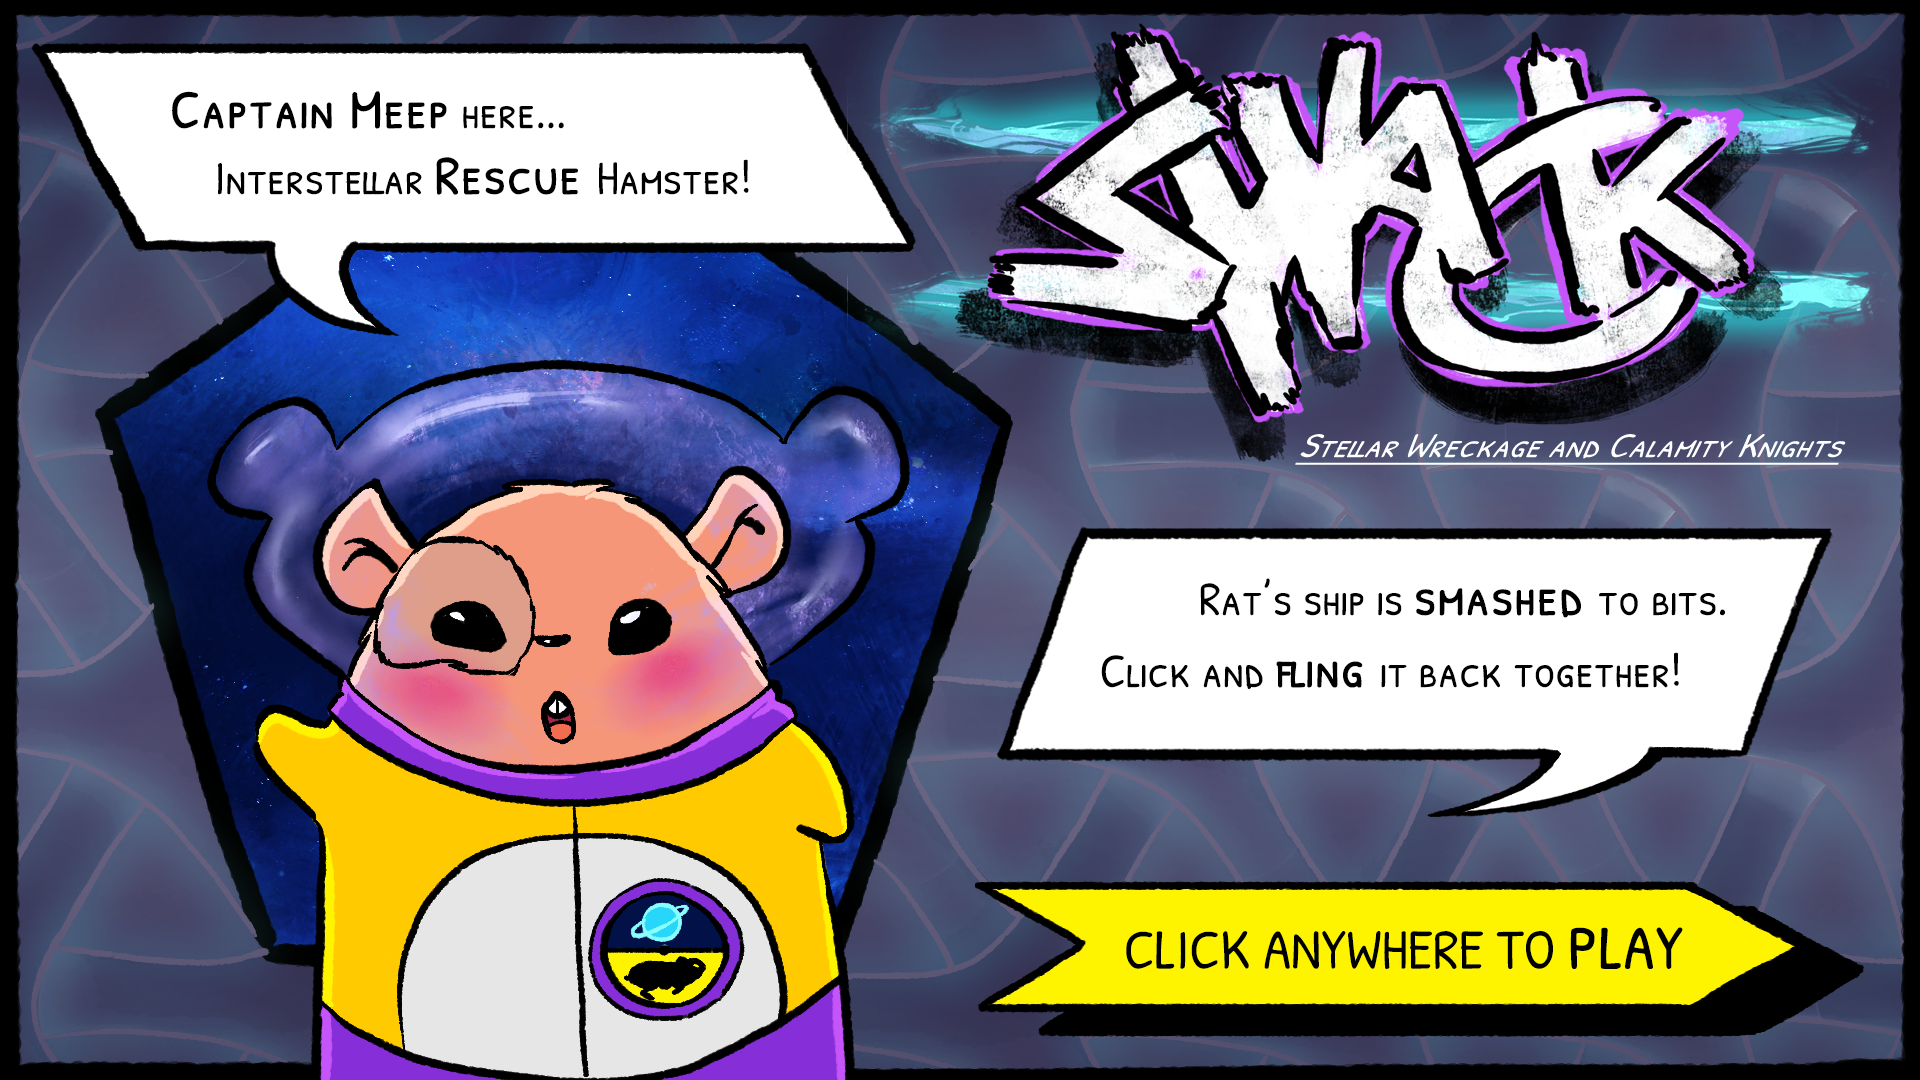 Captain Meep here...
Interstellar Rescue Hamster!
SWACK
Stellar Wreckage and Calamity Knights
Rat's ship is smashed to bits.
Click and fling it back together!
CLICK ANYWHERE TO PLAY